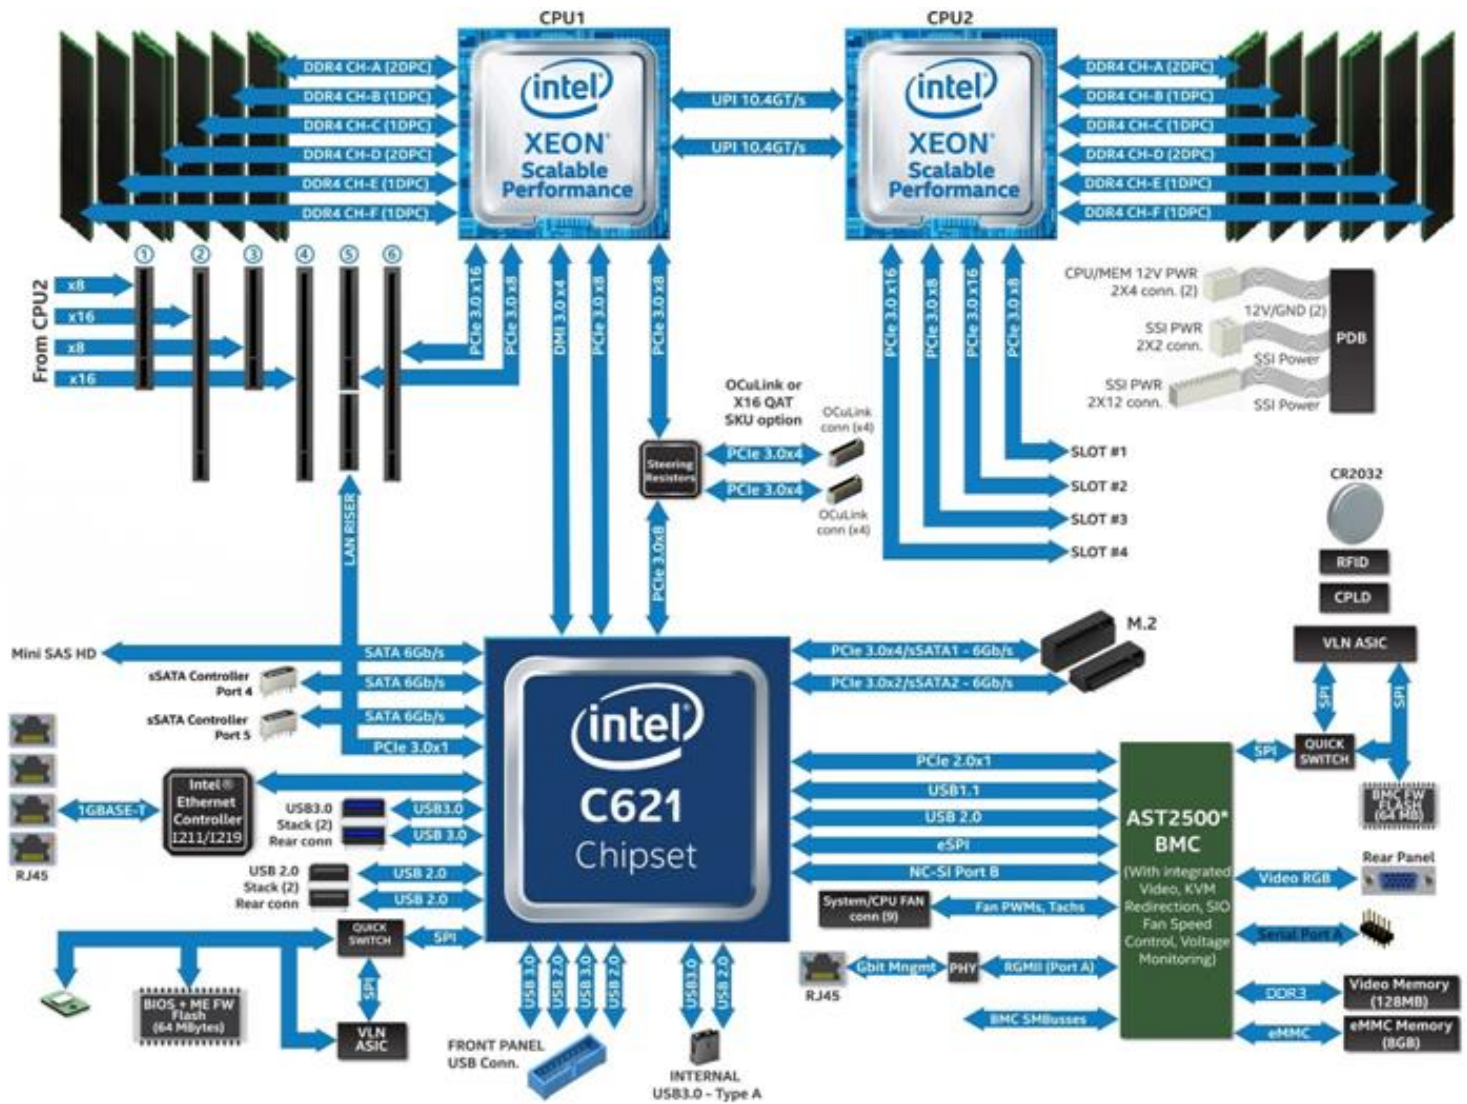 CPU1
CPU2
DDR4 CH-A (2DPC)
DDR4 CH-B (1DPC)
DDR4 CH-C (1DPC)
DDR4 CH-D (2DPC)
DDR4 CH-E (1DPC)
DDR4 CH-F (1DPC)
intel®
XEON®
Scalable
Performance
UPI 10.4GT/s
UPI 10.4GT/s
intel®
XEON®
Scalable
Performance
DDR4 CH-A (2DPC)
DDR4 CH-B (1DPC)
DDR4 CH-C (1DPC)
DDR4 CH-D (2DPC)
DDR4 CH-E (1DPC)
DDR4 CH-F (1DPC)
1
2
3
4
5
6
From CPU2
x8
x16
x8
x16
PCIe 3.0 x16
PCIe 3.0 x8
DMI 3.0 x4
PCIe 3.0 x8
PCIe 3.0 x8
PCIe 3.0 x16
PCIe 3.0 x8
PCIe 3.0 x16
PCIe 3.0 x8
CPU/MEM 12V PWR
2X4 conn. (2)
12V/GND (2)
SSI PWR
2X2 conn.
SSI Power
SSI PWR
2X12 conn.
SSI Power
PDB
OCuLink or
X16 QAT
SKU option
OCuLink
conn (x4)
Steering
Resistors
PCIe 3.0x4
PCIe 3.0x4
OCuLink
conn (x4)
PCIe 3.0x8
SLOT #1
SLOT #2
SLOT #3
SLOT #4
CR2032
RFID
CPLD
VLN ASIC
SPI
SPI
SPI
QUICK
SWITCH
BMC FW
FLASH
(64 MB)
LAN RISER
Mini SAS HD
SATA 6Gb/s
sSATA Controller
Port 4
SATA 6Gb/s
sSATA Controller
Port 5
SATA 6Gb/s
PCIe 3.0x1
intel®
C621
Chipset
PCIe 3.0x4/sSATA1 - 6Gb/s
PCIe 3.0x2/sSATA2 - 6Gb/s
M.2
RJ45
1GBASE-T
Intel®
Ethernet
Controller
I211/I219
USB3.0
Stack (2)
Rear conn
USB3.0
USB 3.0
USB 2.0
Stack (2)
Rear conn
USB 2.0
USB 2.0
QUICK
SWITCH
SPI
SPI
BIOS + ME FW
Flash
(64 MBytes)
VLN
ASIC
USB 3.0
USB 2.0
USB 3.0
USB 2.0
FRONT PANEL
USB Conn.
USB3.0
USB 2.0
INTERNAL
USB3.0 - Type A
PCIe 2.0x1
USB1.1
USB 2.0
eSPI
NC-SI Port B
System/CPU FAN
conn (9)
Fan PWMs, Tachs
RJ45
Gbit Mngmt
PHY
RGMII (Port A)
BMC SMBusses
AST2500*
BMC
(With integrated
Video, KVM
Redirection, SIO
Fan Speed
Control, Voltage
Monitoring)
Rear Panel
Video RGB
Serial Port A
DDR3
Video Memory
(128MB)
eMMC
eMMC Memory
(8GB)